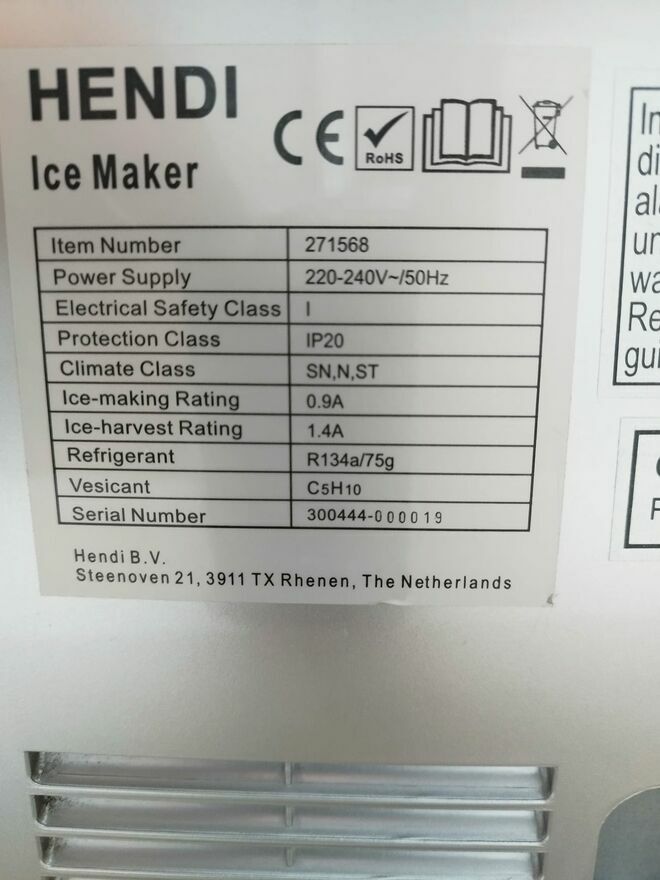 HENDI
Ice Maker
CE
RoHS
Item Number 271568
Power Supply 220-240V~/50Hz
Electrical Safety Class I
Protection Class IP20
Climate Class SN,N,ST
Ice-making Rating 0.9A
Ice-harvest Rating 1.4A
Refrigerant R134a/75g
Vesicant C5H10
Serial Number 300444-000019
Hendi B.V.
Steenoven 21, 3911 TX Rhenen, The Netherlands